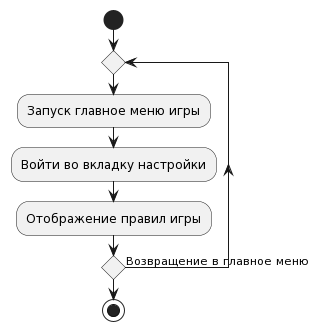 Запуск главное меню игры
Войти во вкладку настройки
Отображение правил игры
Возвращение в главное меню